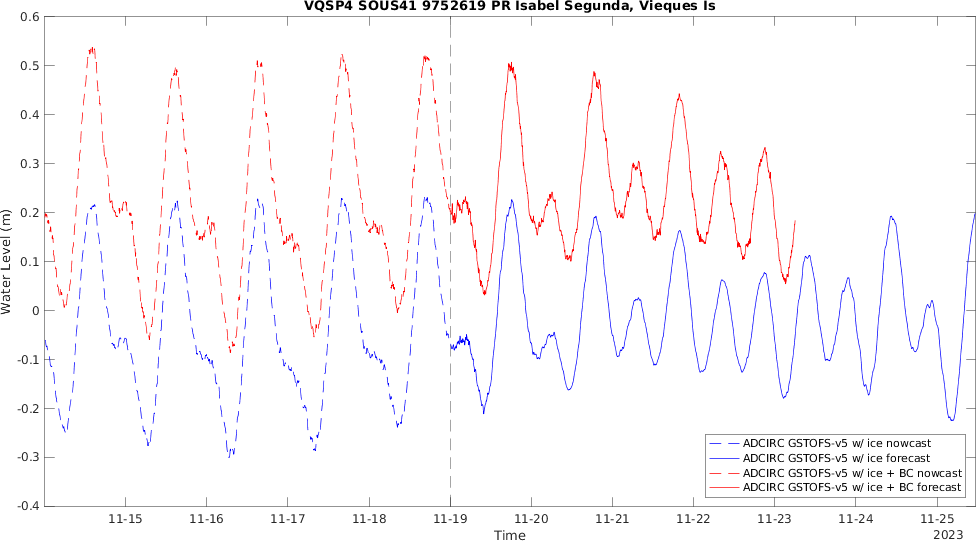 VQSP4 SOUS41 9752619 PR Isabel Segunda, Vieques Is
0.6
0.5
0.4
0.3
0.2
0.1
0
-0.1
-0.2
-0.3
-0.4
Water Level (m)
ADCIRC GSTOFS-v5 w/ ice nowcast
ADCIRC GSTOFS-v5 w/ ice forecast
ADCIRC GSTOFS-v5 w/ ice + BC nowcast
ADCIRC GSTOFS-v5 w/ ice + BC forecast
11-15 11-16 11-17 11-18 11-19 11-20 11-21 11-22 11-23 11-24 11-25
Time
2023